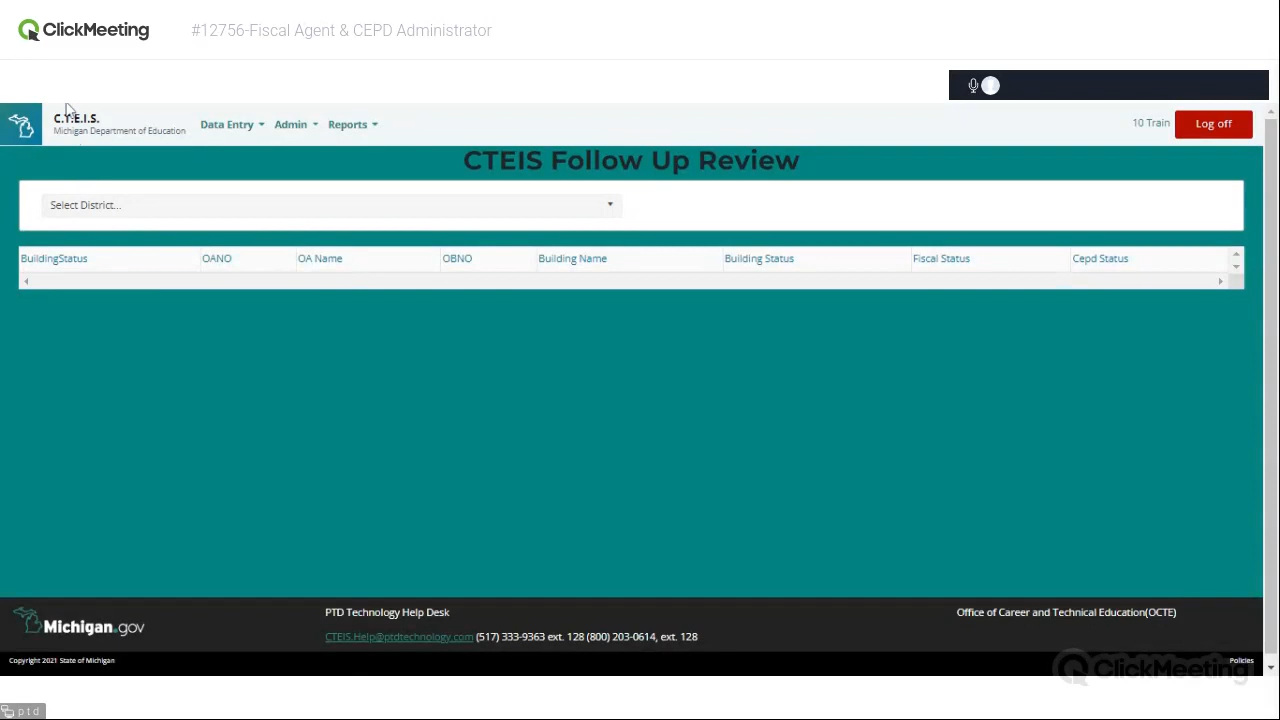 ClickMeeting #12756-Fiscal Agent & CEPD Administrator
C.T.E.I.S.
Michigan Department of Education
Data Entry Admin Reports 10 Train Log off
CTEIS Follow Up Review
Select District...
BuildingStatus OANO OA Name OBNO Building Name Building Status Fiscal Status Cepd Status
PTD Technology Help Desk Office of Career and Technical Education(OCTE)
Michigan.gov
CTEIS.Help@ptdtechnology.com (517) 333-9363 ext. 128 (800) 203-0614, ext. 128
Copyright 2021 State of Michigan Policies
ClickMeeting
ptd